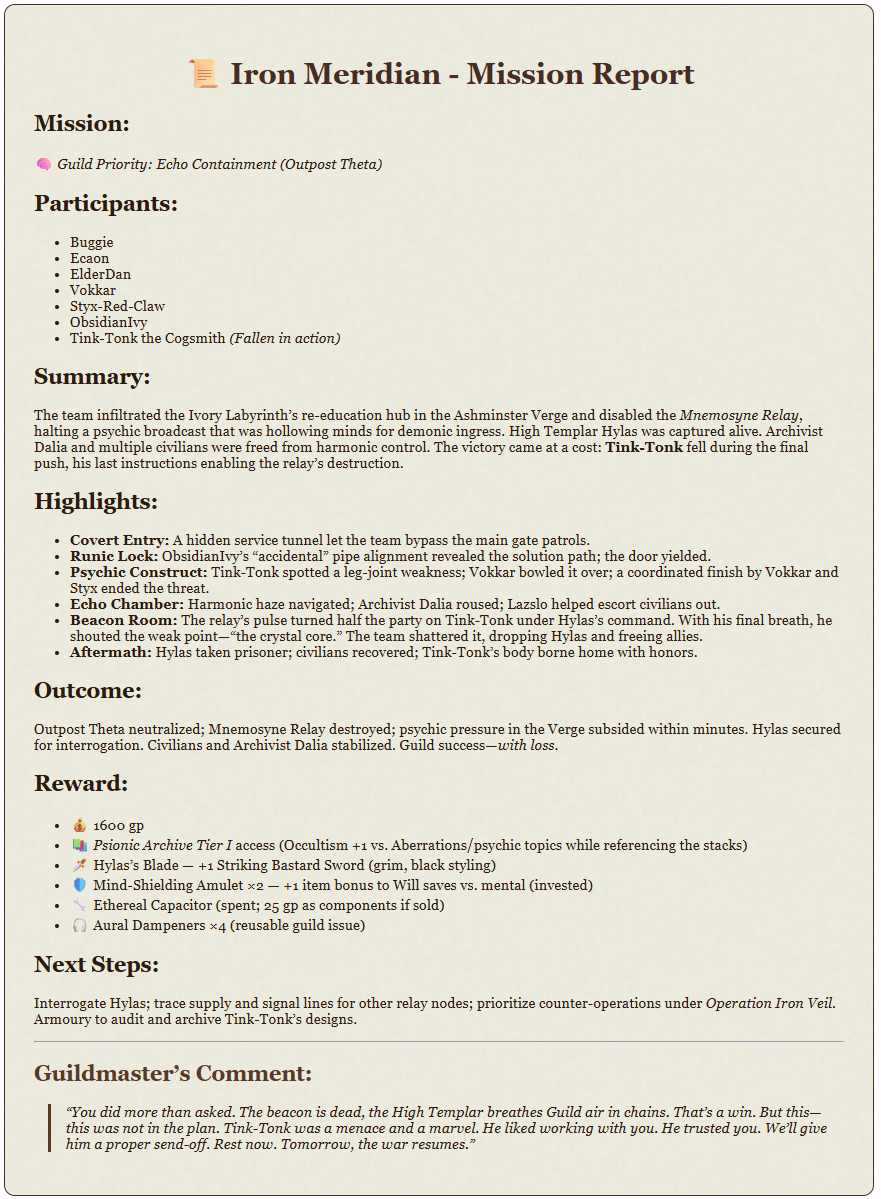 Iron Meridian - Mission Report
Mission:
Guild Priority: Echo Containment (Outpost Theta)
Participants:
Buggie
Ecaon
ElderDan
Vokkar
Styx-Red-Claw
ObsidianIvy
Tink-Tonk the Cogsmith (Fallen in action)
Summary:
The team infiltrated the Ivory Labyrinth’s re-education hub in the Ashminster Verge and disabled the Mnemosyne Relay,
halting a psychic broadcast that was hollowing minds for demonic ingress. High Templar Hylas was captured alive. Archivist
Dalia and multiple civilians were freed from harmonic control. The victory came at a cost: Tink-Tonk fell during the final
push, his last instructions enabling the relay’s destruction.
Highlights:
Covert Entry: A hidden service tunnel let the team bypass the main gate patrols.
Runic Lock: ObsidianIvy’s “accidental” pipe alignment revealed the solution path; the door yielded.
Psychic Construct: Tink-Tonk spotted a leg-joint weakness; Vokkar bowled it over; a coordinated finish by Vokkar and
Styx ended the threat.
Echo Chamber: Harmonic haze navigated; Archivist Dalia roused; Lazslo helped escort civilians out.
Beacon Room: The relay’s pulse turned half the party on Tink-Tonk under Hylas’s command. With his final breath, he
shouted the weak point—“the crystal core.” The team shattered it, dropping Hylas and freeing allies.
Aftermath: Hylas taken prisoner; civilians recovered; Tink-Tonk’s body borne home with honors.
Outcome:
Outpost Theta neutralized; Mnemosyne Relay destroyed; psychic pressure in the Verge subsided within minutes. Hylas secured
for interrogation. Civilians and Archivist Dalia stabilized. Guild success—with loss.
Reward:
1600 gp
Psionic Archive Tier I access (Occultism +1 vs. Aberrations/psychic topics while referencing the stacks)
Hylas’s Blade — +1 Striking Bastard Sword (grim, black styling)
Mind-Shielding Amulet ×2 — +1 item bonus to Will saves vs. mental (invested)
Ethereal Capacitor (spent; 25 gp as components if sold)
Aural Dampeners ×4 (reusable guild issue)
Next Steps:
Interrogate Hylas; trace supply and signal lines for other relay nodes; prioritize counter-operations under Operation Iron Veil.
Armoury to audit and archive Tink-Tonk’s designs.
Guildmaster’s Comment:
“You did more than asked. The beacon is dead, the High Templar breathes Guild air in chains. That’s a win. But this—
this was not in the plan. Tink-Tonk was a menace and a marvel. He liked working with you. He trusted you. We’ll give
him a proper send-off. Rest now. Tomorrow, the war resumes.”